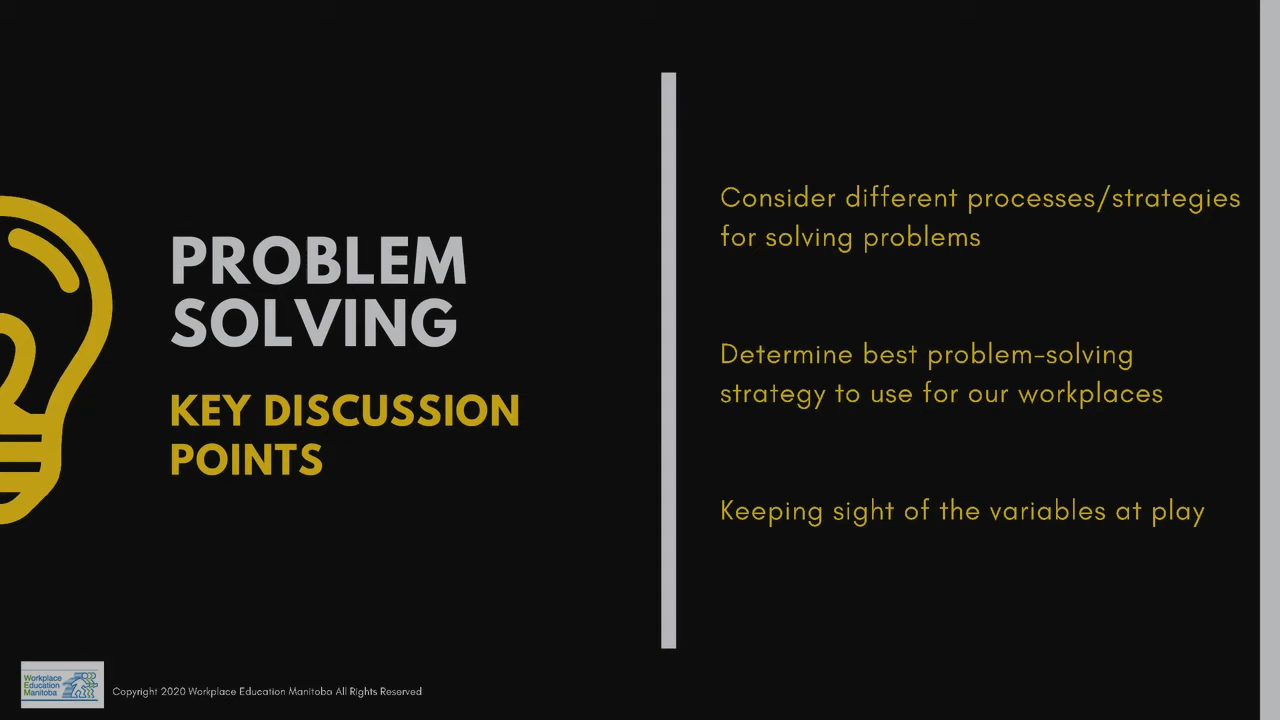 PROBLEM
SOLVING
KEY DISCUSSION
POINTS
Consider different processes/strategies
for solving problems
Determine best problem-solving
strategy to use for our workplaces
Keeping sight of the variables at play
Workplace
Education
Manitoba
Copyright 2020 Workplace Education Manitoba All Rights Reserved